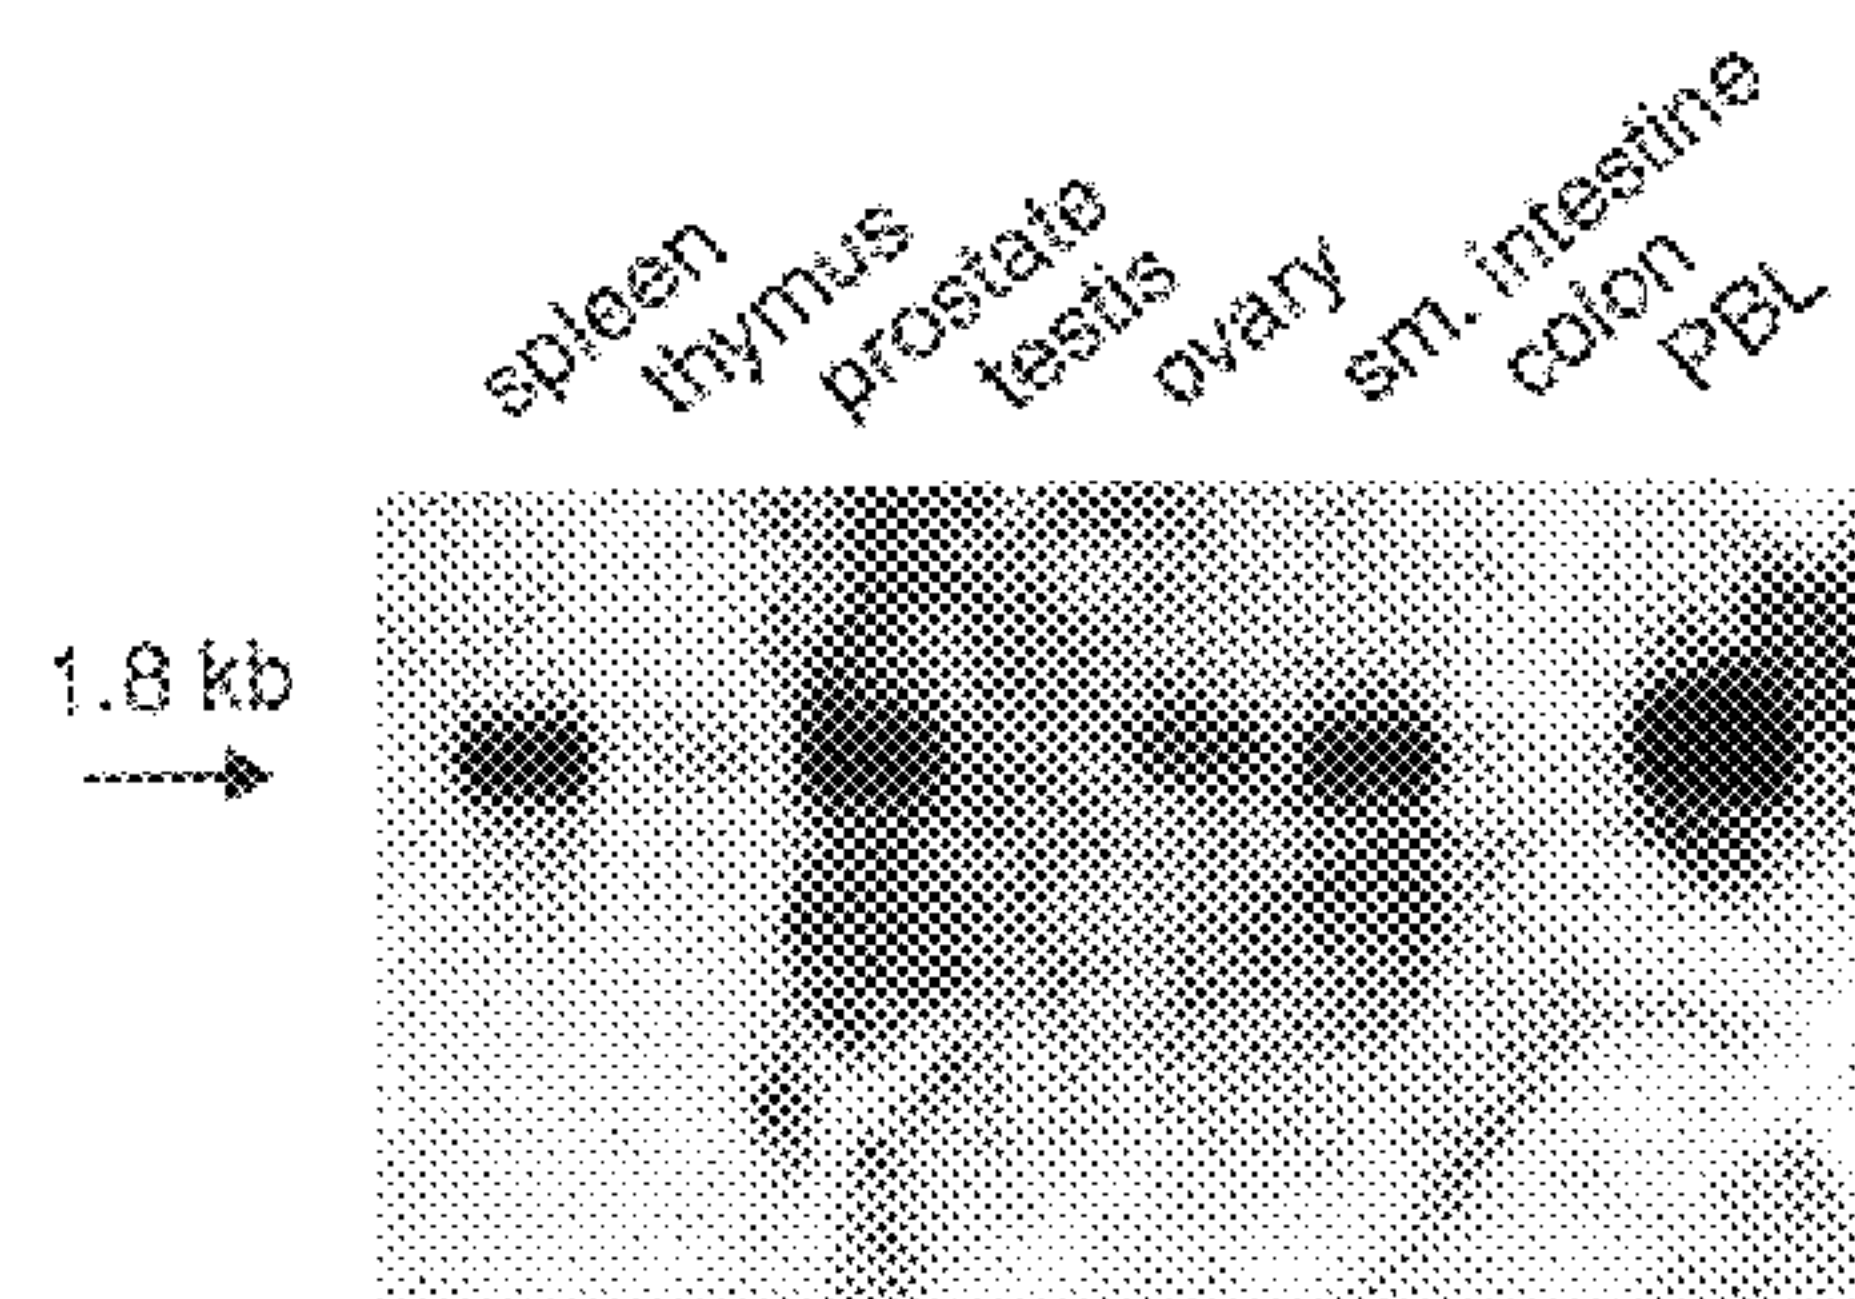 spleen
thymus
prostate
testis
ovary
sm. intestine
colon
PBL
1.8 kb